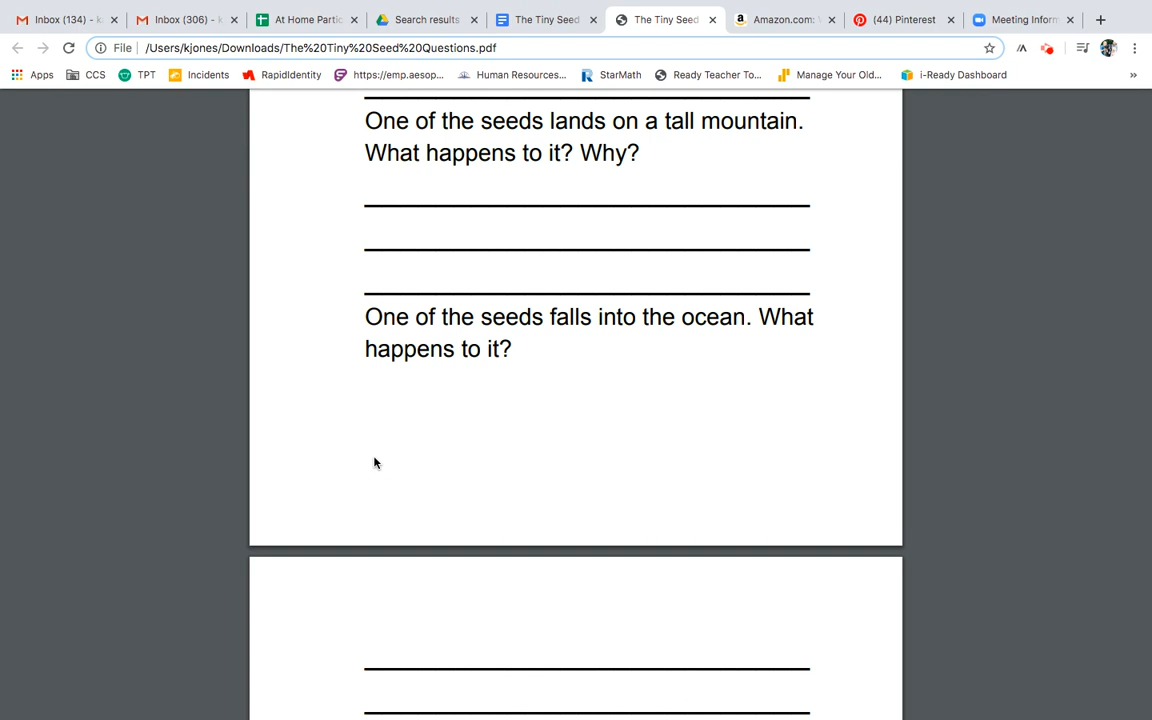 Inbox (134) - k
Inbox (306) - k
At Home Partic
Search results
The Tiny Seed
The Tiny Seed
Amazon.com:
(44) Pinterest
Meeting Inform
File
/Users/kjones/Downloads/The%20Tiny%20Seed%20Questions.pdf
Apps
CCS
TPT
Incidents
RapidIdentity
https://emp.aesop...
Human Resources...
StarMath
Ready Teacher To...
Manage Your Old...
i-Ready Dashboard
One of the seeds lands on a tall mountain.
What happens to it? Why?
One of the seeds falls into the ocean. What
happens to it?